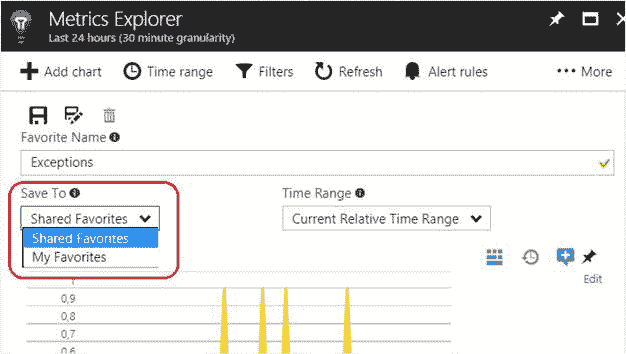 Metrics Explorer
Last 24 hours (30 minute granularity)
Add chart Time range Filters Refresh Alert rules More
Favorite Name
Exceptions
Save To Time Range
Shared Favorites Current Relative Time Range
Shared Favorites
My Favorites
Edit
1
0,9
0,8
0,7
0,6